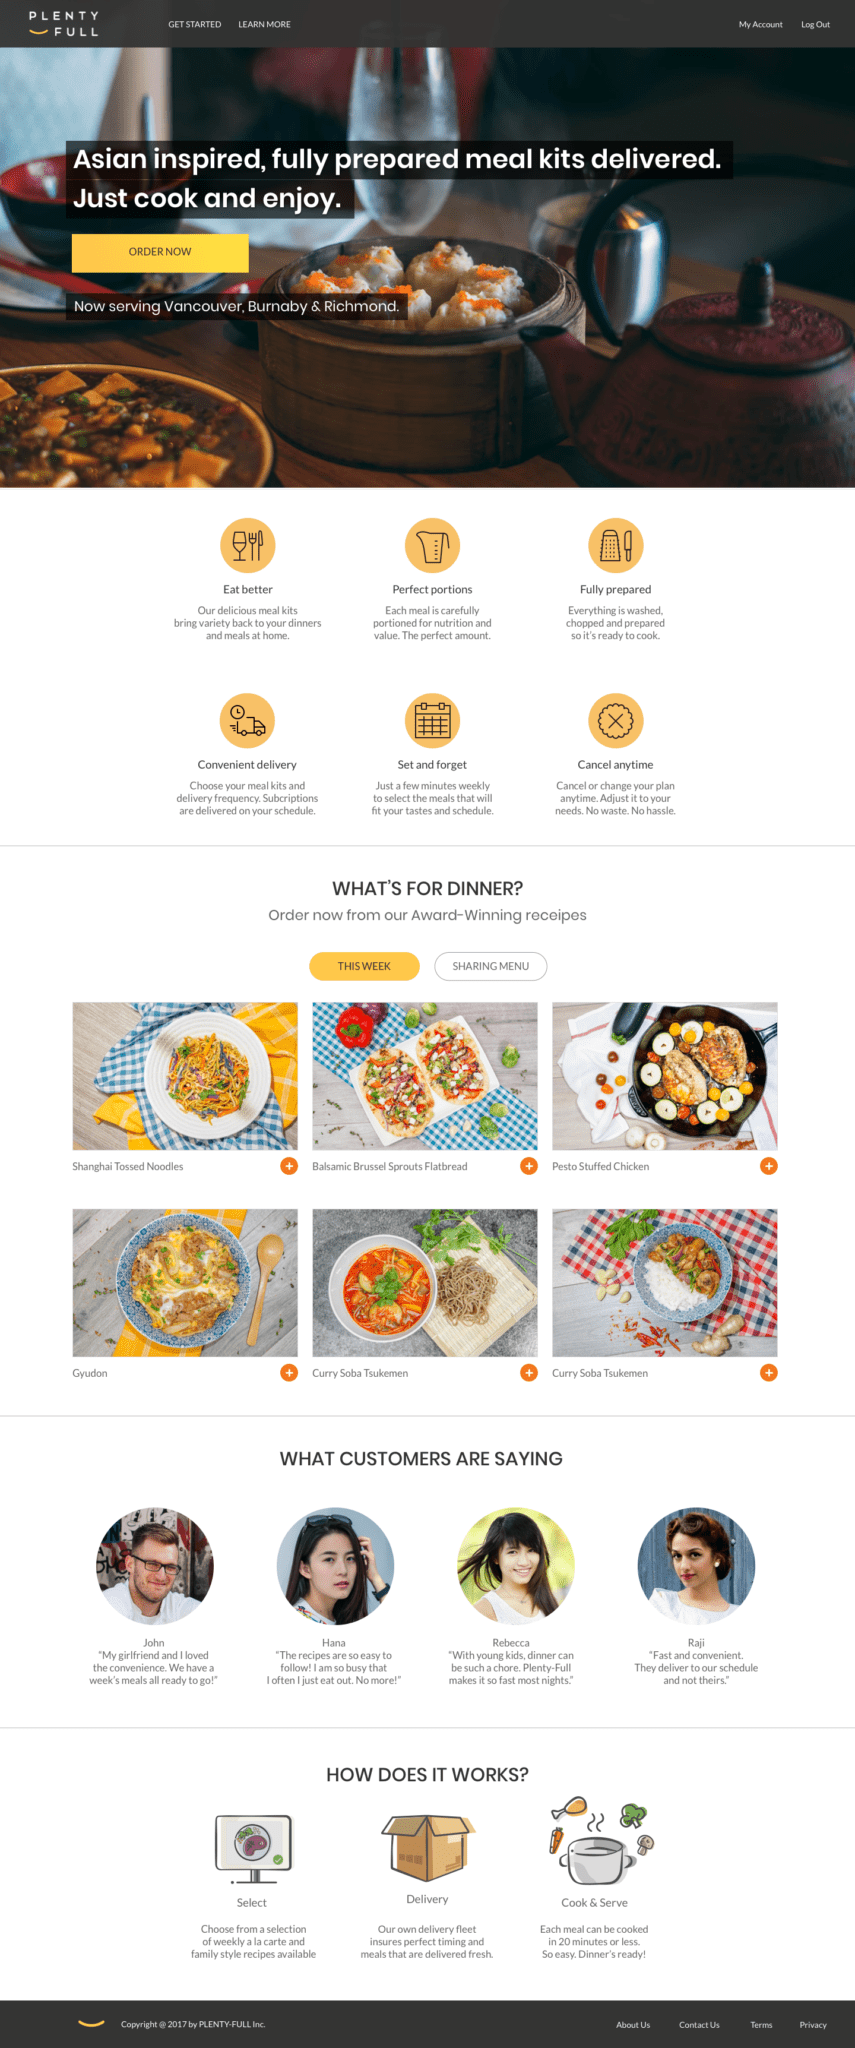 PLENTY
FULL
GET STARTED
LEARN MORE
My Account
Log Out
Asian inspired, fully prepared meal kits delivered.
Just cook and enjoy.
ORDER NOW
Now serving Vancouver, Burnaby & Richmond.
Eat better
Our delicious meal kits
bring variety back to your dinners
and meals at home.
Perfect portions
Each meal is carefully
portioned for nutrition and
value. The perfect amount.
Fully prepared
Everything is washed,
chopped and prepared
so it's ready to cook.
Convenient delivery
Choose your meal kits and
delivery frequency. Subcriptions
are delivered on your schedule.
Set and forget
Just a few minutes weekly
to select the meals that will
fit your tastes and schedule.
Cancel anytime
Cancel or change your plan
anytime. Adjust it to your
needs. No waste. No hassle.
WHAT'S FOR DINNER?
Order now from our Award-Winning receipes
THIS WEEK
SHARING MENU
Shanghai Tossed Noodles
Balsamic Brussel Sprouts Flatbread
Pesto Stuffed Chicken
Gyudon
Curry Soba Tsukemen
Curry Soba Tsukemen
WHAT CUSTOMERS ARE SAYING
John
"My girlfriend and I loved
the convenience. We have a
week's meals all ready to go!"
Hana
"The recipes are so easy to
follow! I am so busy that
I often I just eat out. No more!"
Rebecca
"With young kids, dinner can
be such a chore. Plenty-Full
makes it so fast most nights."
Raji
"Fast and convenient.
They deliver to our schedule
and not theirs."
HOW DOES IT WORKS?
Select
Choose from a selection
of weekly a la carte and
family style recipes available
Delivery
Our own delivery fleet
insures perfect timing and
meals that are delivered fresh.
Cook & Serve
Each meal can be cooked
in 20 minutes or less.
So easy. Dinner's ready!
Copyright @ 2017 by PLENTY-FULL Inc.
About Us
Contact Us
Terms
Privacy